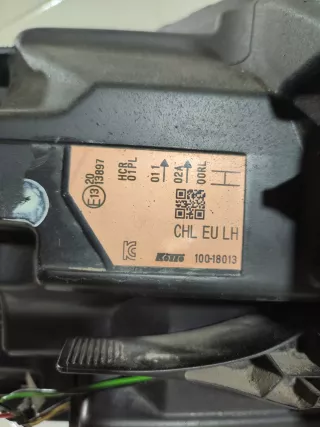 E13 20
13897
HCR
01PL
011
02A
00RL
CHL EU LH
KOITO 100-18013